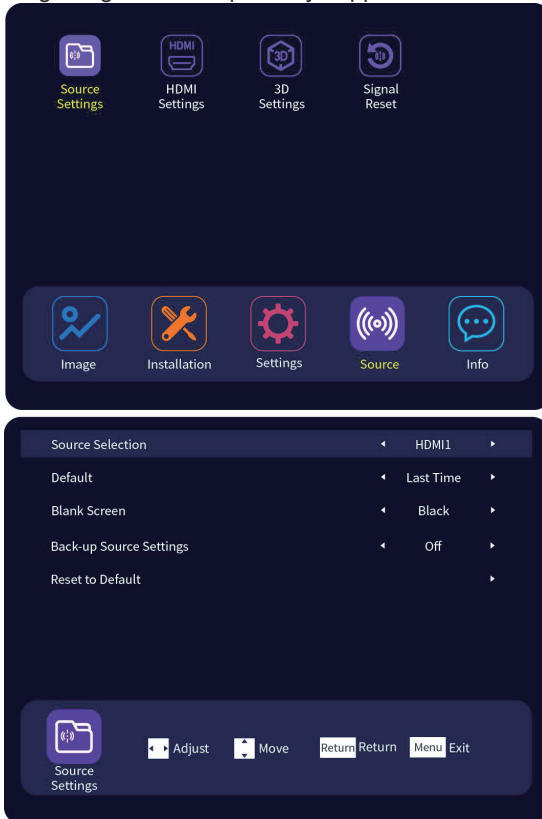 HDMI
3D
Source HDMI 3D Signal
Settings Settings Settings Reset
Image Installation Settings Source Info
Source Selection HDMI1
Default Last Time
Blank Screen Black
Back-up Source Settings Off
Reset to Default
Adjust Move Return Return Menu Exit
Source
Settings